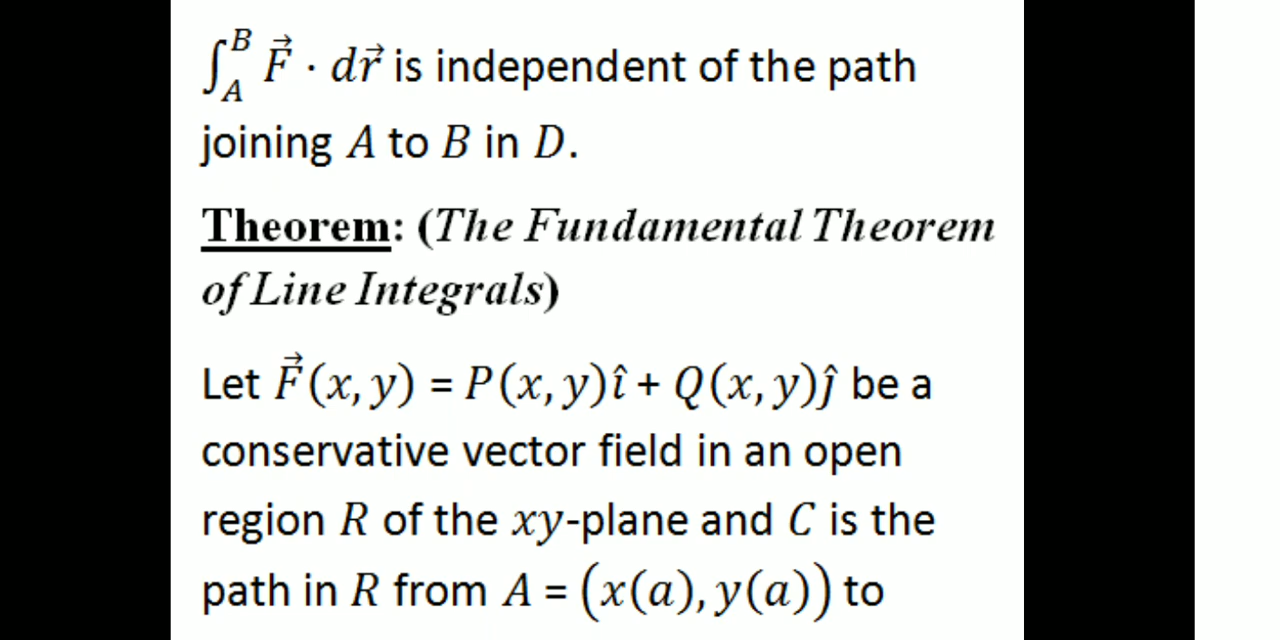 ∫_A^B F⃗ · dr⃗ is independent of the path
joining A to B in D.
Theorem: (The Fundamental Theorem
of Line Integrals)
Let F⃗(x, y) = P(x, y)î + Q(x, y)ĵ be a
conservative vector field in an open
region R of the xy-plane and C is the
path in R from A = (x(a), y(a)) to